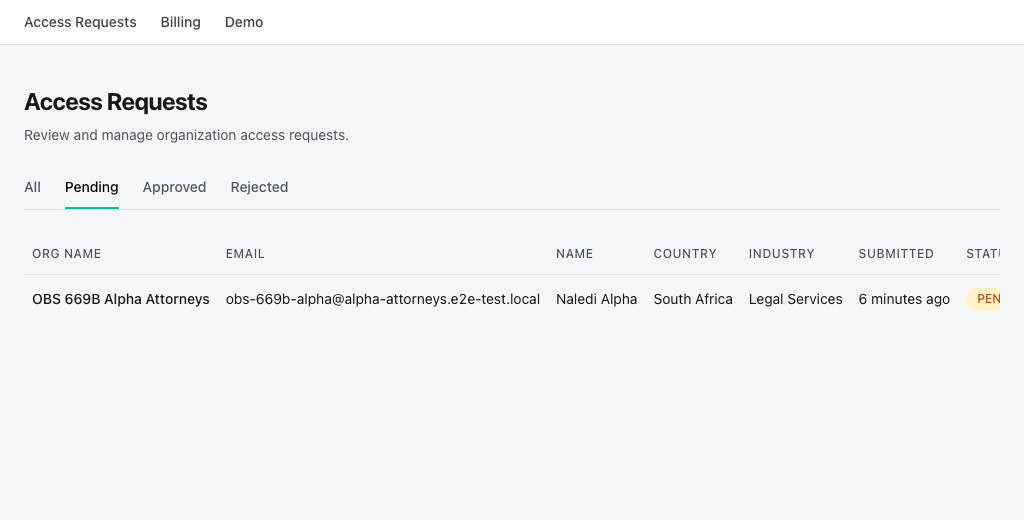 Access Requests Billing Demo
Access Requests
Review and manage organization access requests.
All Pending Approved Rejected
ORG NAME EMAIL NAME COUNTRY INDUSTRY SUBMITTED STATU
OBS 669B Alpha Attorneys obs-669b-alpha@alpha-attorneys.e2e-test.local Naledi Alpha South Africa Legal Services 6 minutes ago PEN